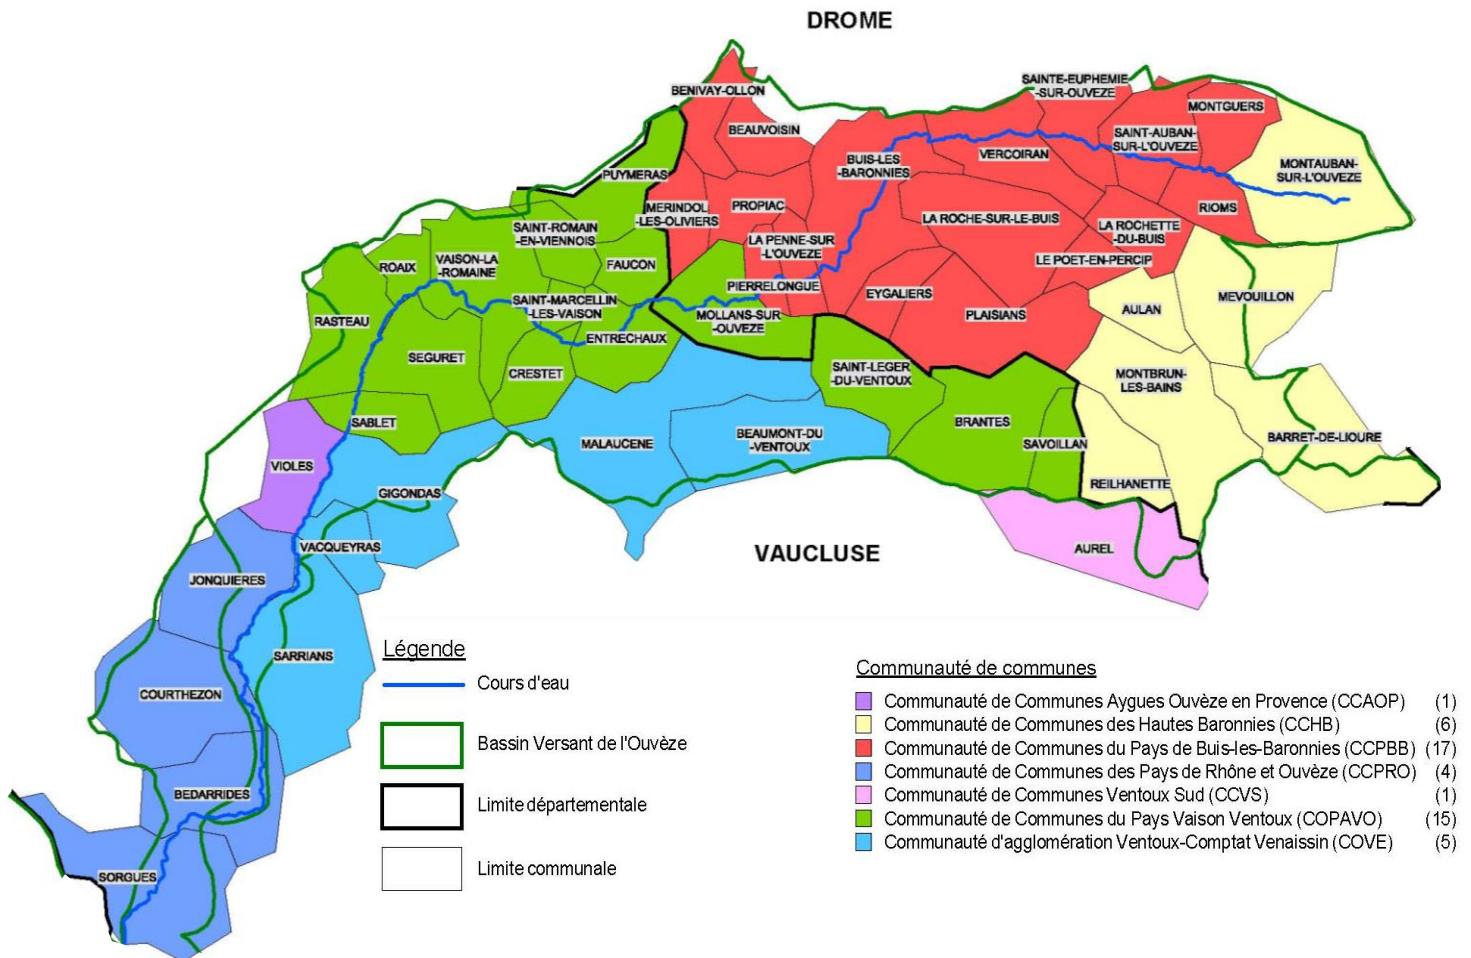 DROME
BENIVAY-OLLON
SAINTE-EUPHEMIE
-SUR-OUVEZE
MONTGUERS
BEAUVOISIN
SAINT-AUBAN-
SUR-L'OUVEZE
BUIS-LES
-BARONNIES
VERCOIRAN
MONTAUBAN-
SUR-L'OUVEZE
PUYMERAS
MERINDOL
-LES-OLIVIERS
PROPIAC
LA ROCHE-SUR-LE-BUIS
RIOMS
SAINT-ROMAIN
-EN-VIENNOIS
LA PENNE-SUR
-L'OUVEZE
LA ROCHETTE
-DU-BUIS
ROAIX
VAISON-LA
-ROMAINE
FAUCON
LE POET-EN-PERCIP
PIERRELONGUE
EYGALIERS
MEVOUILLON
SAINT-MARCELLIN
-LES-VAISON
AULAN
RASTEAU
MOLLANS-SUR
-OUVEZE
PLAISIANS
ENTRECHAUX
SEGURET
CRESTET
SAINT-LEGER
-DU-VENTOUX
MONTBRUN-
LES-BAINS
SABLET
BRANTES
MALAUCENE
BEAUMONT-DU
-VENTOUX
SAVOILLAN
BARRET-DE-LIOURE
VIOLES
GIGONDAS
REILHANETTE
VACQUEYRAS
VAUCLUSE
AUREL
JONQUIERES
SARRIANS
COURTHEZON
BEDARRIDES
SORGUES
Légende
Cours d'eau
Bassin Versant de l'Ouvèze
Limite départementale
Limite communale
Communauté de communes
Communauté de Communes Aygues Ouvèze en Provence (CCAOP) (1)
Communauté de Communes des Hautes Baronnies (CCHB) (6)
Communauté de Communes du Pays de Buis-les-Baronnies (CCPBB) (17)
Communauté de Communes des Pays de Rhône et Ouvèze (CCPRO) (4)
Communauté de Communes Ventoux Sud (CCVS) (1)
Communauté de Communes du Pays Vaison Ventoux (COPAVO) (15)
Communauté d'agglomération Ventoux-Comptat Venaissin (COVE) (5)